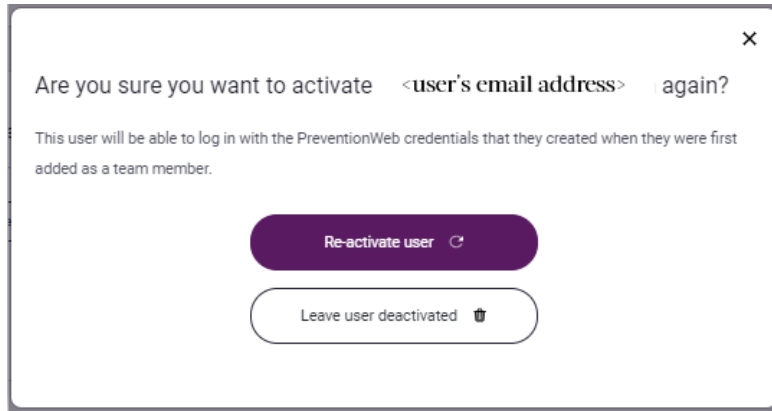 Are you sure you want to activate <user's email address> again?
This user will be able to log in with the PreventionWeb credentials that they created when they were first
added as a team member.
Re-activate user
Leave user deactivated